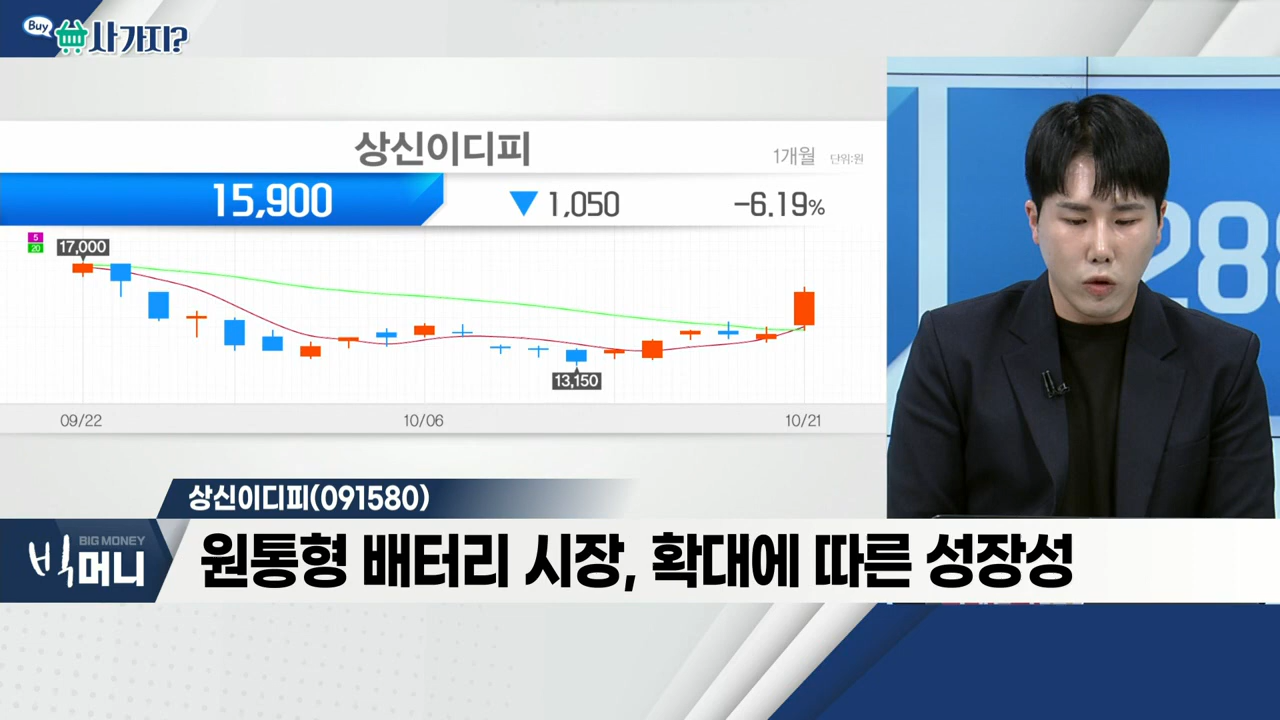 Buy
사가지?
상신이디피
1개월 단위:원
15,900 ▼ 1,050 -6.19%
5
20
17,000
13,150
09/22 10/06 10/21
28
상신이디피(091580)
BIG MONEY
빅머니
원통형 배터리 시장, 확대에 따른 성장성